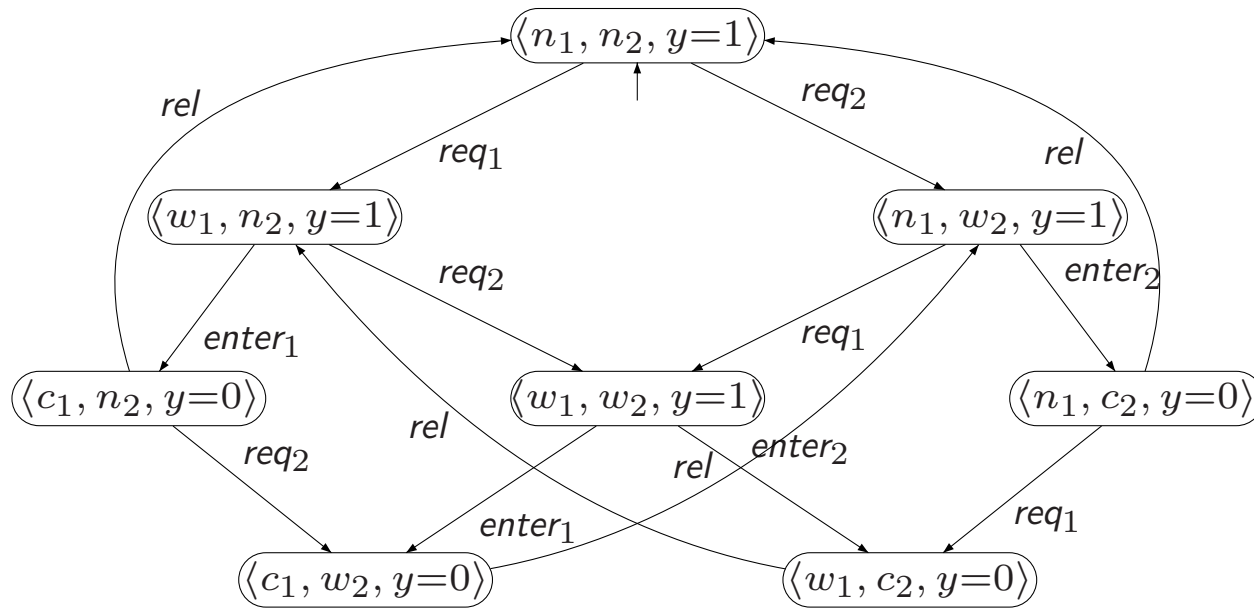 ⟨n₁, n₂, y=1⟩
rel
req₂
req₁
rel
⟨w₁, n₂, y=1⟩
⟨n₁, w₂, y=1⟩
req₂
enter₂
enter₁
req₁
⟨c₁, n₂, y=0⟩
⟨w₁, w₂, y=1⟩
⟨n₁, c₂, y=0⟩
rel
req₂
rel
enter₂
enter₁
req₁
⟨c₁, w₂, y=0⟩
⟨w₁, c₂, y=0⟩